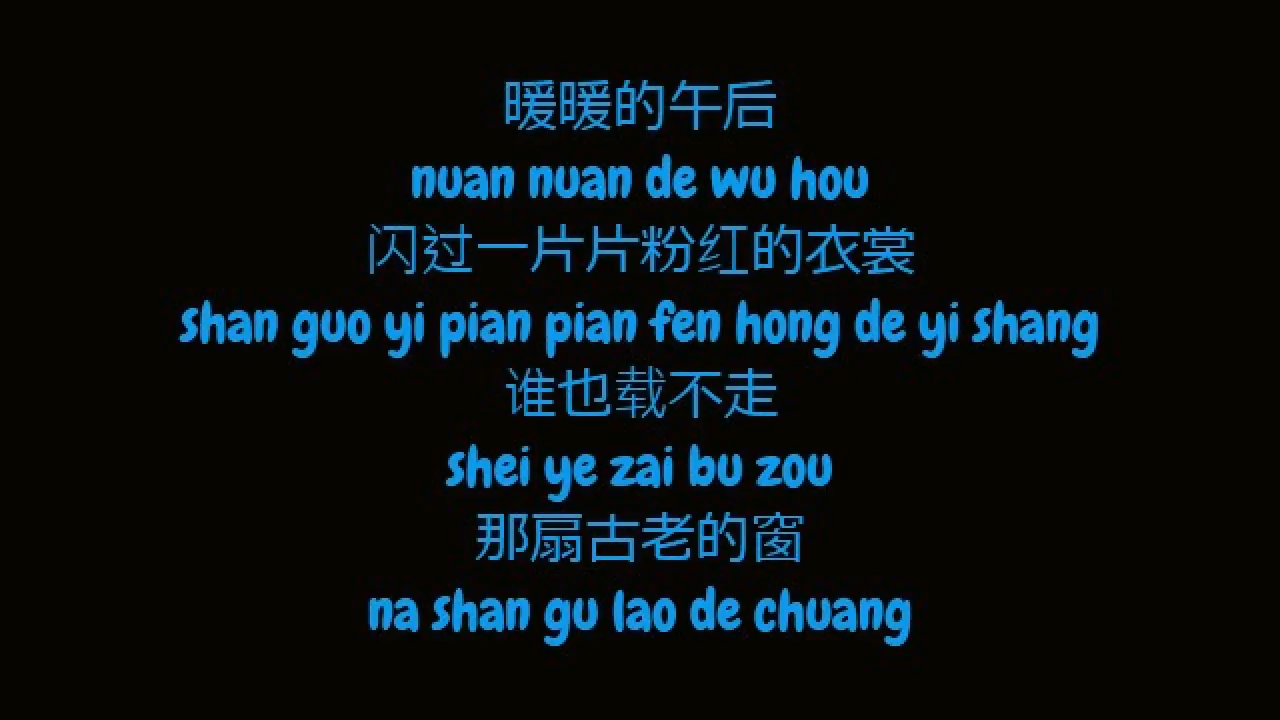 暖暖的午后
nuan nuan de wu hou
闪过一片片粉红的衣裳
shan guo yi pian pian fen hong de yi shang
谁也载不走
shei ye zai bu zou
那扇古老的窗
na shan gu lao de chuang